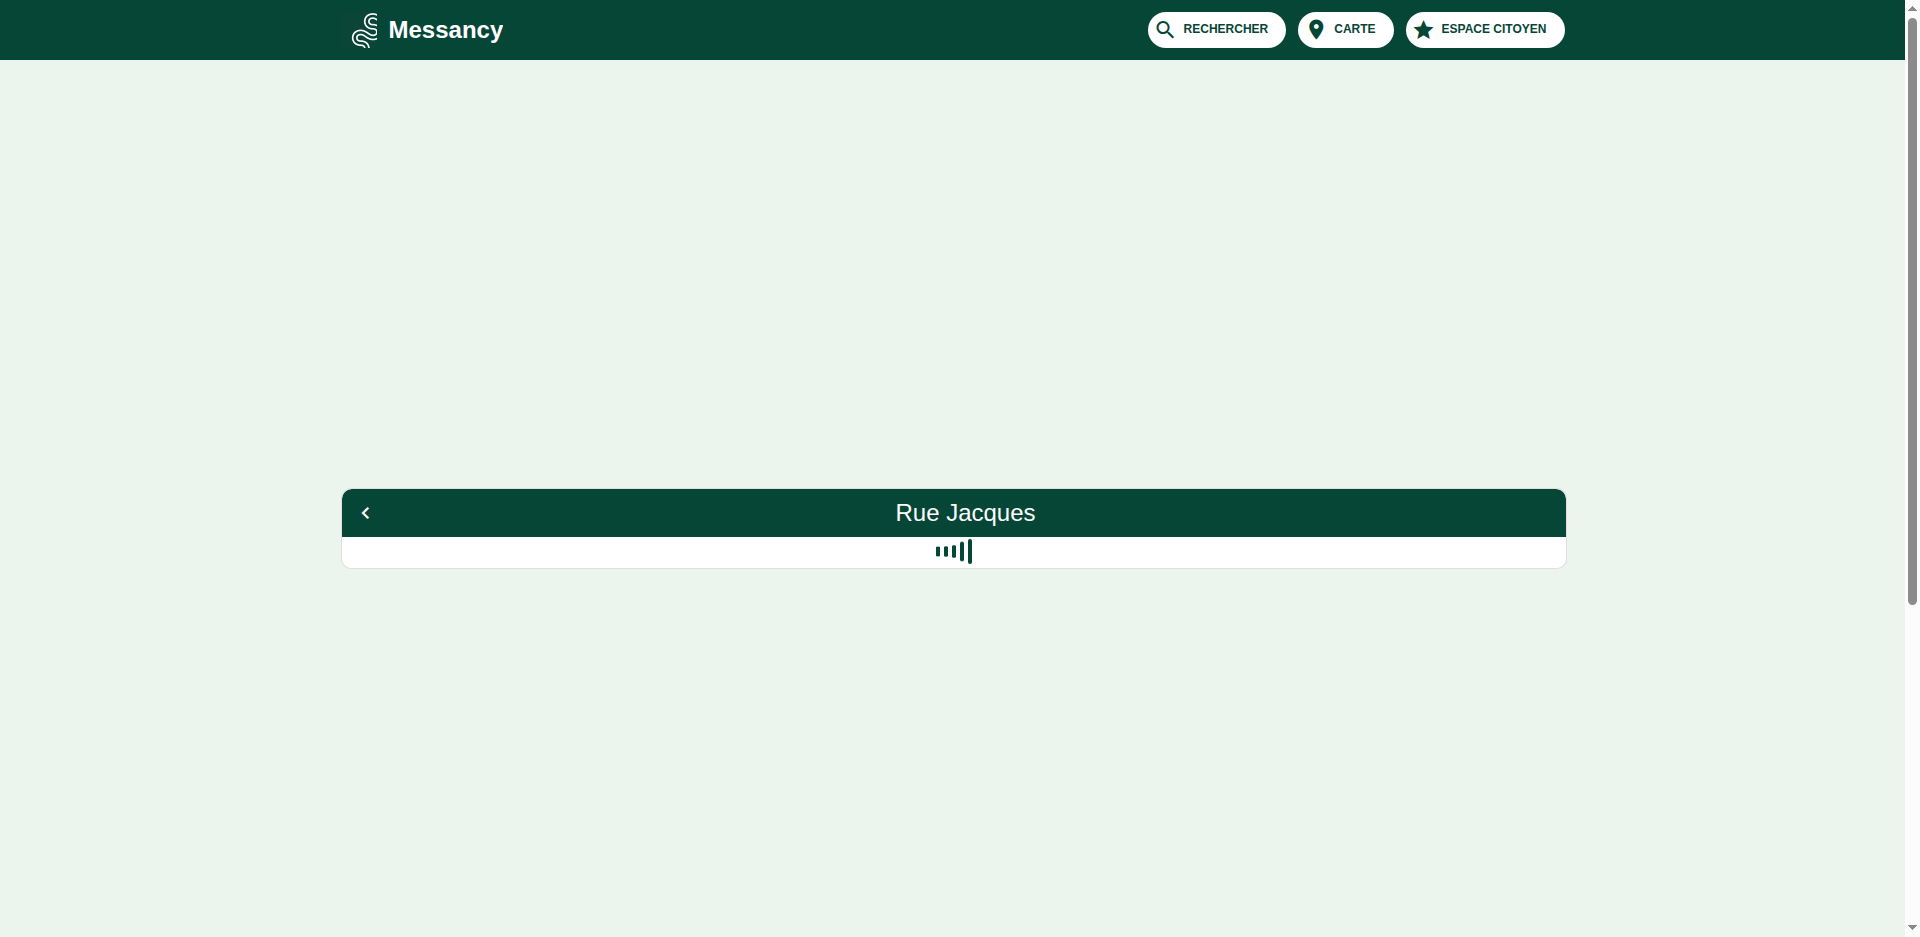 Messancy
RECHERCHER
CARTE
ESPACE CITOYEN
Rue Jacques